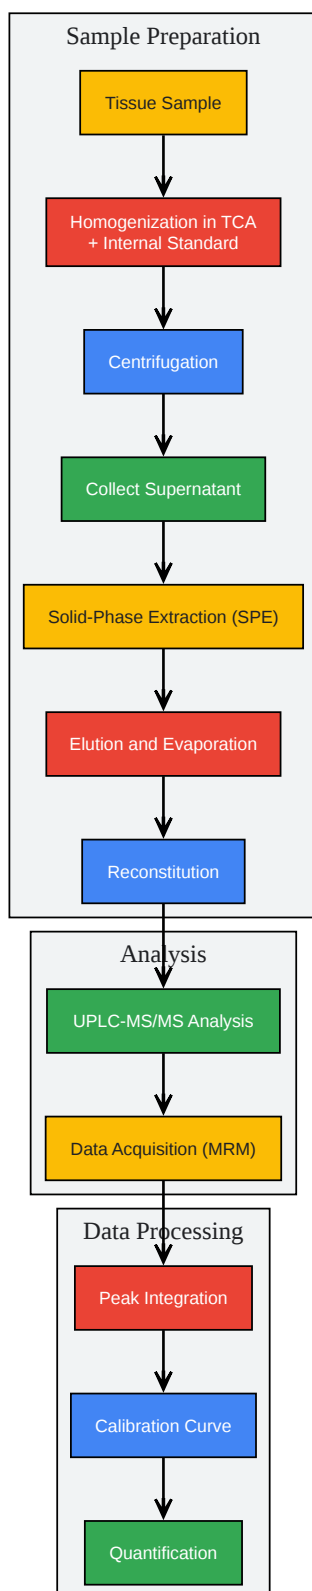 Sample Preparation
Tissue Sample
Homogenization in TCA
+ Internal Standard
Centrifugation
Collect Supernatant
Solid-Phase Extraction (SPE)
Elution and Evaporation
Reconstitution
Analysis
UPLC-MS/MS Analysis
Data Acquisition (MRM)
Data Processing
Peak Integration
Calibration Curve
Quantification